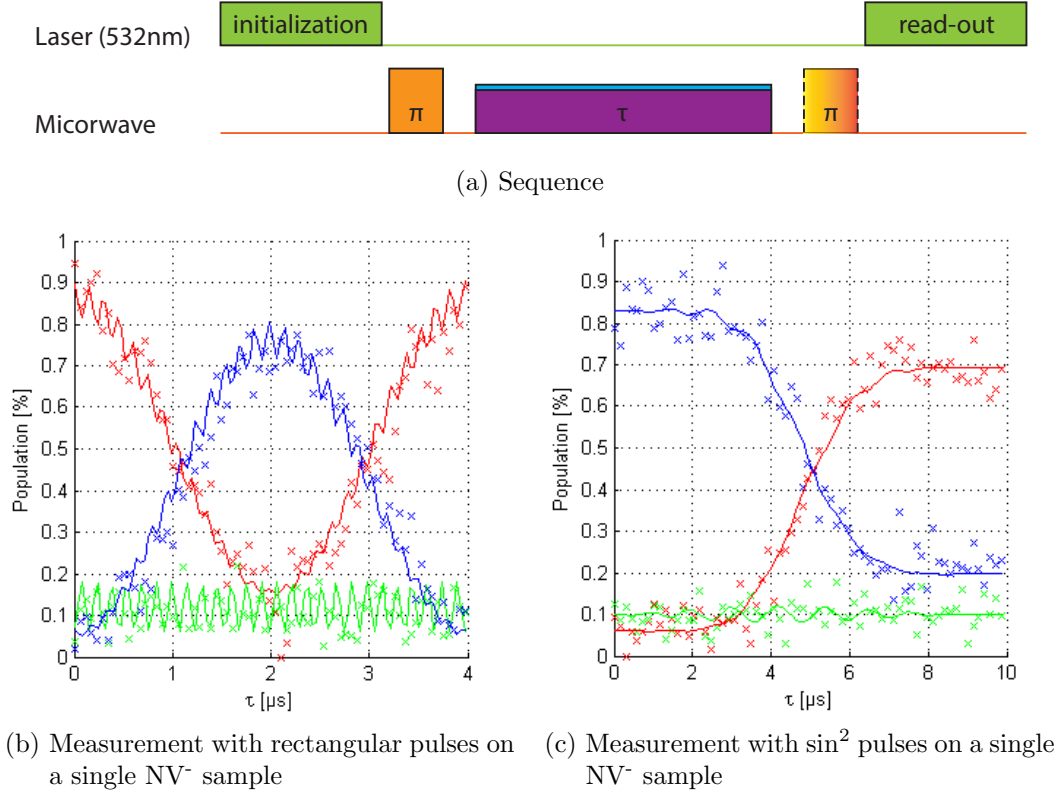 initialization
read-out
Laser (532nm)
π
τ
π
Micorwave
(a) Sequence
1
0.9
0.8
0.7
0.6
0.5
0.4
0.3
0.2
0.1
0
Population [%]
0 1 2 3 4
τ [µs]
1
0.9
0.8
0.7
0.6
0.5
0.4
0.3
0.2
0.1
0
Population [%]
0 2 4 6 8 10
τ [µs]
(b) Measurement with rectangular pulses on
a single NV⁻ sample
(c) Measurement with sin² pulses on a single
NV⁻ sample